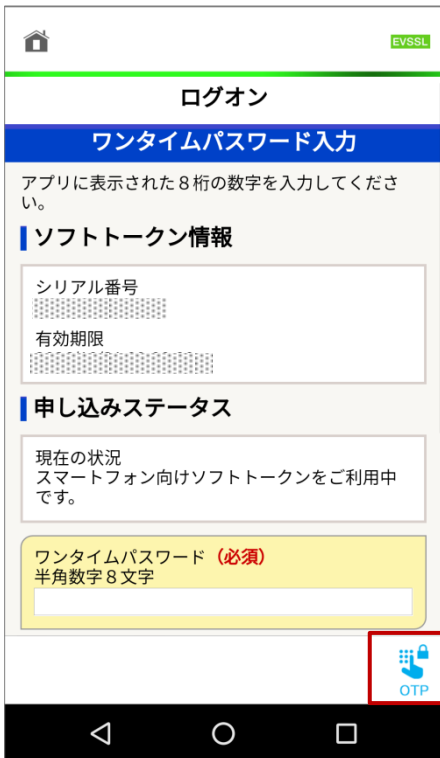 EVSSL
ログオン
ワンタイムパスワード入力
アプリに表示された８桁の数字を入力してくださ
い。
ソフトトークン情報
シリアル番号
有効期限
申し込みステータス
現在の状況
スマートフォン向けソフトトークンをご利用中
です。
ワンタイムパスワード（必須）
半角数字８文字
OTP